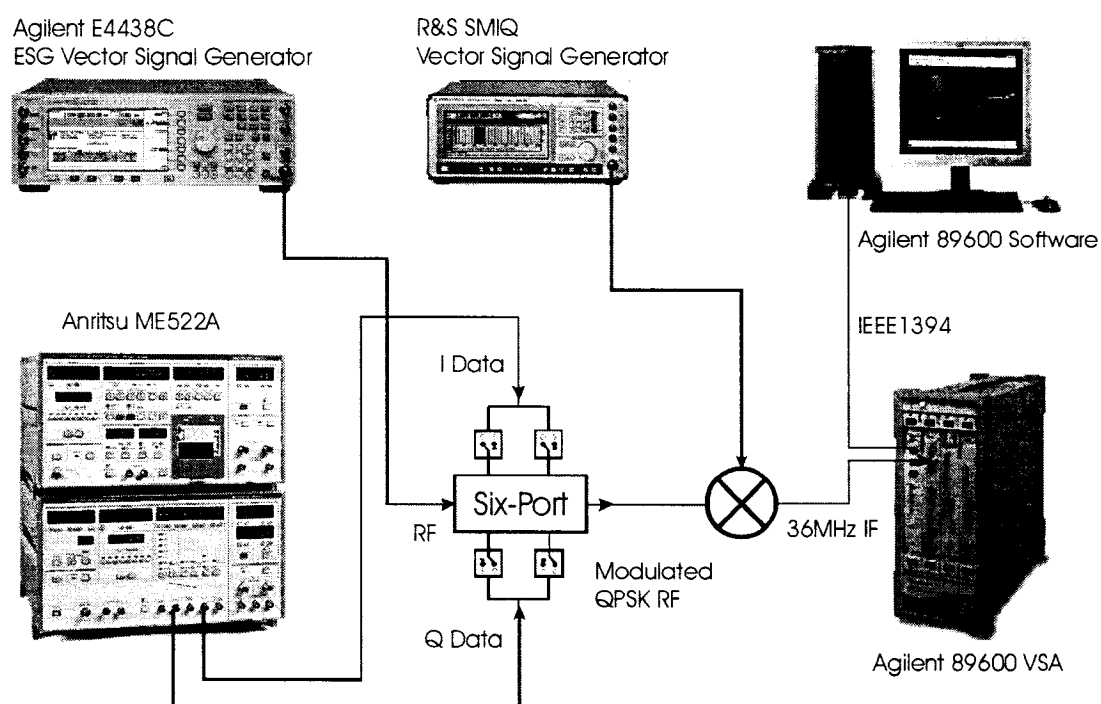 Agilent E4438C
ESG Vector Signal Generator
R&S SMIQ
Vector Signal Generator
Agilent 89600 Software
Anritsu ME522A
IEEE1394
I Data
Six-Port
RF
36MHz IF
Modulated
QPSK RF
Q Data
Agilent 89600 VSA